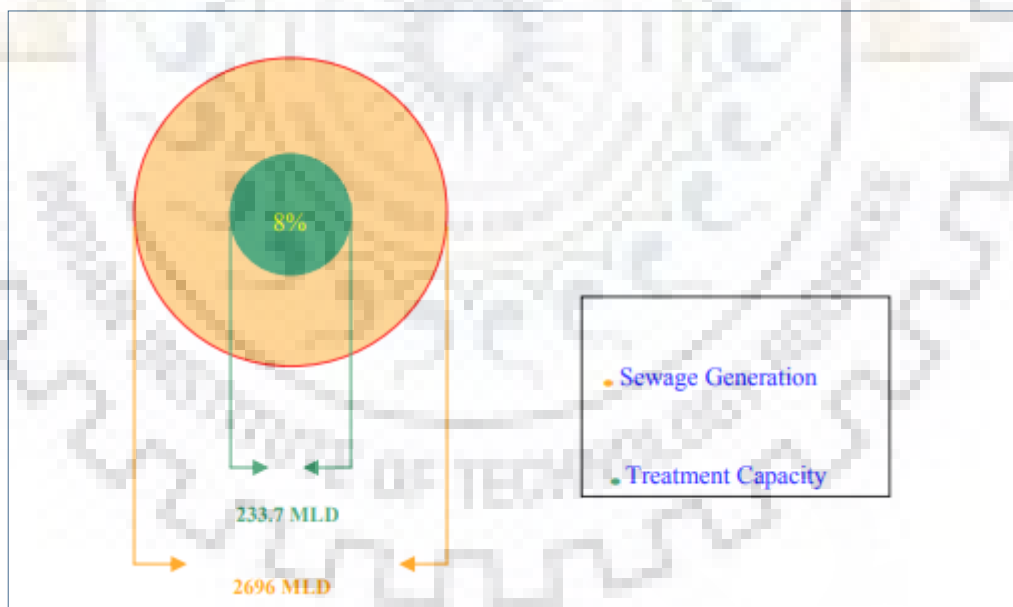 8%
Sewage Generation
Treatment Capacity
233.7 MLD
2696 MLD